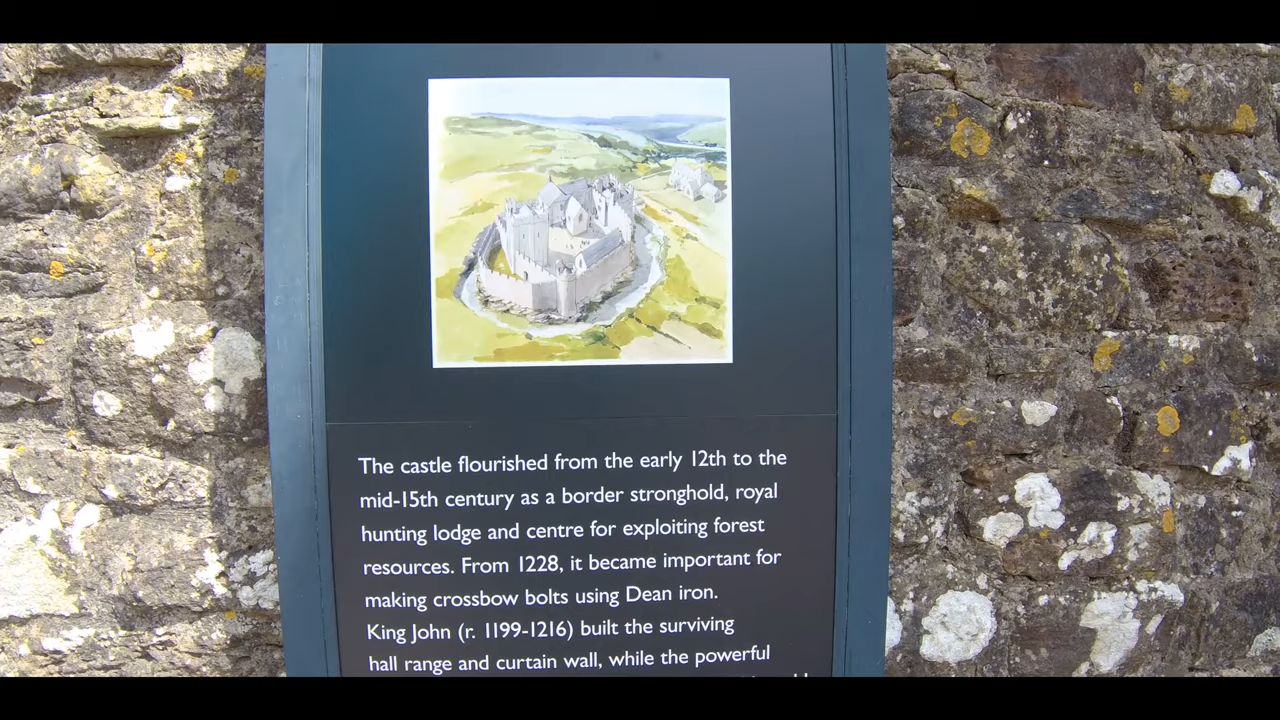 The castle flourished from the early 12th to the
mid-15th century as a border stronghold, royal
hunting lodge and centre for exploiting forest
resources. From 1228, it became important for
making crossbow bolts using Dean iron.
King John (r. 1199-1216) built the surviving
hall range and curtain wall, while the powerful